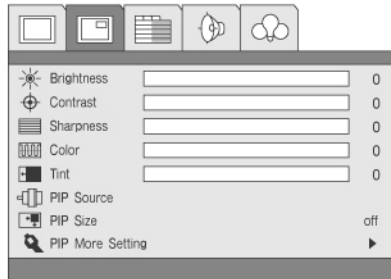 Brightness 0
Contrast 0
Sharpness 0
Color 0
Tint 0
PIP Source
PIP Size off
PIP More Setting